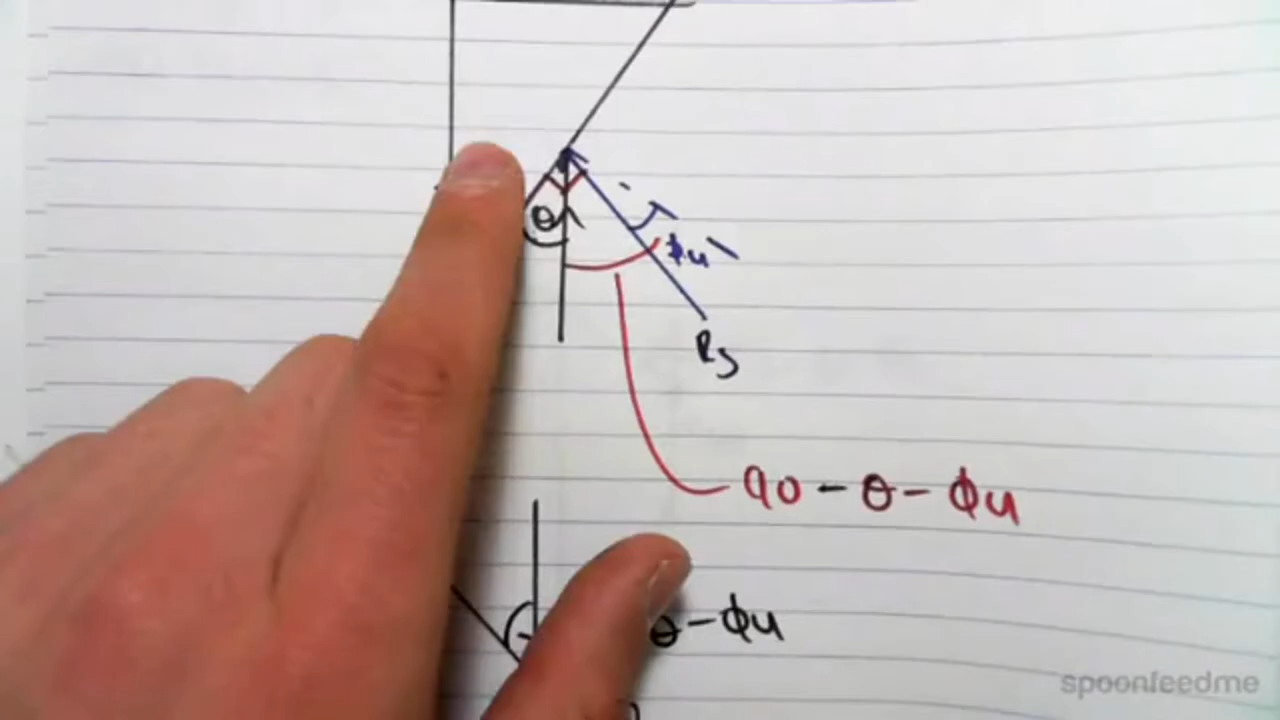 θ
ϕu
Rs
90 - θ - ϕu
θ - ϕu
spoonfeedme